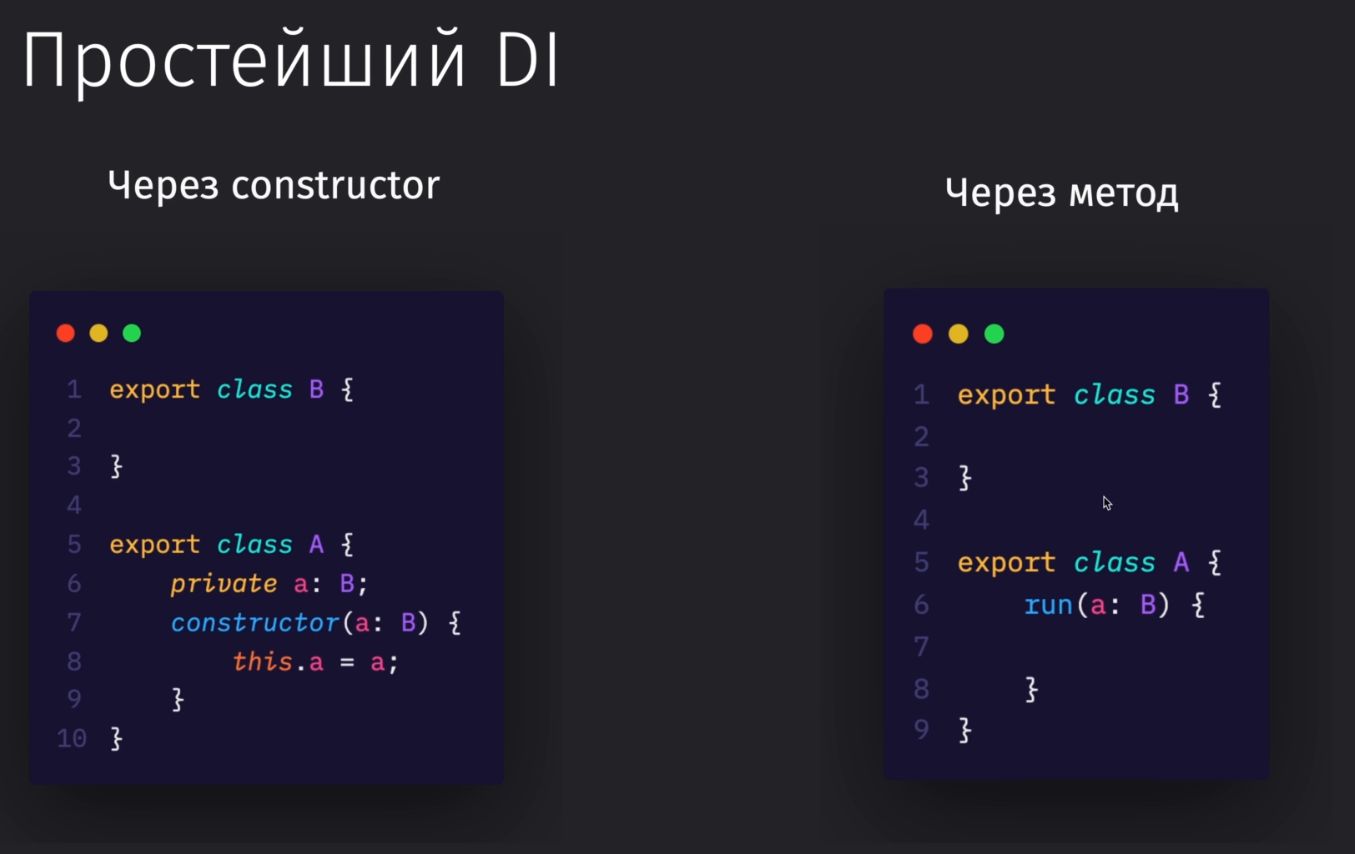 Простейший DI
Через constructor
1 export class B {
2
3 }
4
5 export class A {
6     private a: B;
7     constructor(a: B) {
8         this.a = a;
9     }
10 }
Через метод
1 export class B {
2
3 }
4
5 export class A {
6     run(a: B) {
7
8     }
9 }